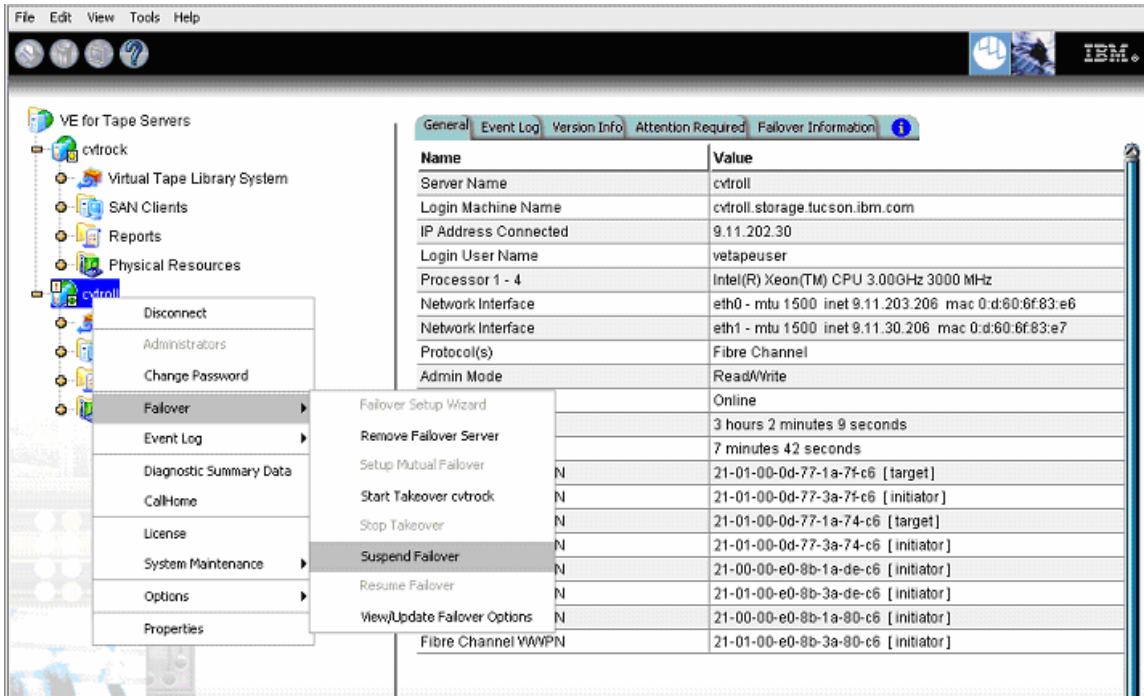 File Edit View Tools Help
IBM®
VE for Tape Servers
cvtrock
Virtual Tape Library System
SAN Clients
Reports
Physical Resources
cvtroll
Disconnect
Administrators
Change Password
Failover
Event Log
Diagnostic Summary Data
CallHome
License
System Maintenance
Options
Properties
Failover Setup Wizard
Remove Failover Server
Setup Mutual Failover
Start Takeover cvtrock
Stop Takeover
Suspend Failover
Resume Failover
View/Update Failover Options
General Event Log Version Info Attention Required Failover Information
Name Value
Server Name cvtroll
Login Machine Name cvtroll.storage.tucson.ibm.com
IP Address Connected 9.11.202.30
Login User Name vetapeuser
Processor 1 - 4 Intel(R) Xeon(TM) CPU 3.00GHz 3000 MHz
Network Interface eth0 - mtu 1500 inet 9.11.203.206 mac 0:d:60:6f:83:e6
Network Interface eth1 - mtu 1500 inet 9.11.30.206 mac 0:d:60:6f:83:e7
Protocol(s) Fibre Channel
Admin Mode Read/Write
Online
3 hours 2 minutes 9 seconds
7 minutes 42 seconds
N 21-01-00-0d-77-1a-7f-c6 [target]
N 21-01-00-0d-77-3a-7f-c6 [initiator]
N 21-01-00-0d-77-1a-74-c6 [target]
N 21-01-00-0d-77-3a-74-c6 [initiator]
N 21-00-00-e0-8b-1a-de-c6 [initiator]
N 21-01-00-e0-8b-3a-de-c6 [initiator]
N 21-00-00-e0-8b-1a-80-c6 [initiator]
Fibre Channel WWPN 21-01-00-e0-8b-3a-80-c6 [initiator]